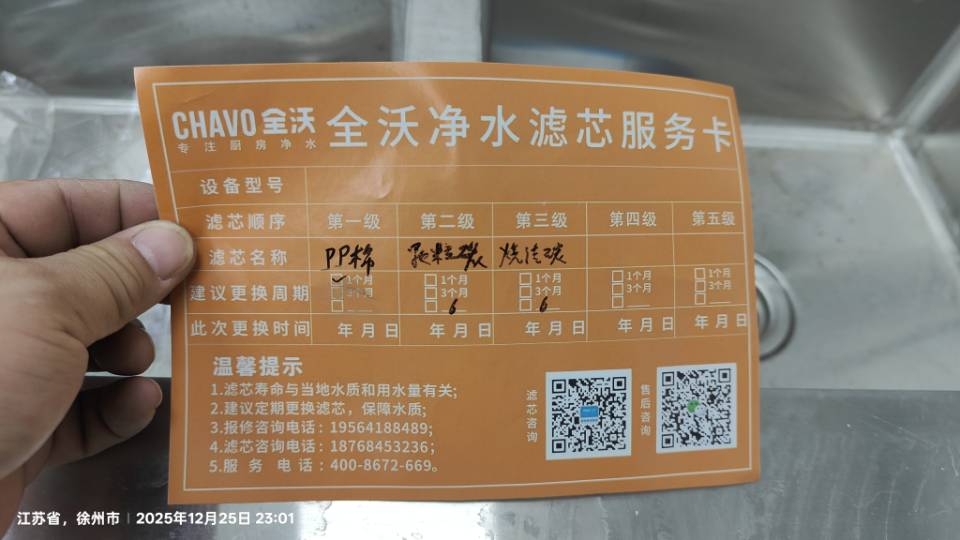 CHAVO 全沃
专注厨房净水
全沃净水滤芯服务卡
设备型号
滤芯顺序 第一级 第二级 第三级 第四级 第五级
滤芯名称 PP棉 颗粒碳 烧结碳
建议更换周期
1个月 1个月 1个月 1个月 1个月
3个月 3个月 3个月 3个月 3个月
6 6
此次更换时间 年 月 日 年 月 日 年 月 日 年 月 日 年 月 日
温馨提示
1.滤芯寿命与当地水质和用水量有关;
2.建议定期更换滤芯，保障水质;
3.报修咨询电话：19564188489;
4.滤芯咨询电话：18768453236;
5.服务电话：400-8672-669。
滤芯咨询
售后咨询
江苏省，徐州市 | 2025年12月25日 23:01